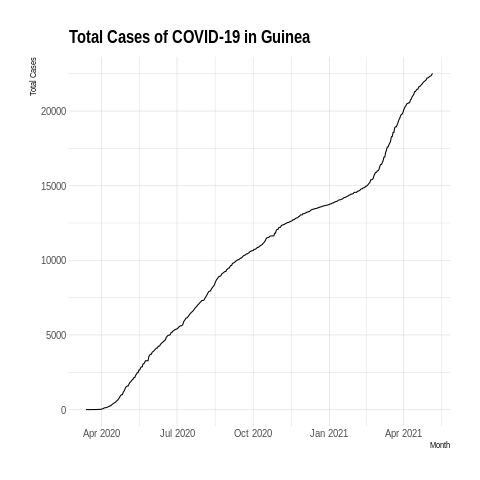 Total Cases of COVID-19 in Guinea
Total Cases
20000
15000
10000
5000
0
Apr 2020 Jul 2020 Oct 2020 Jan 2021 Apr 2021
Month